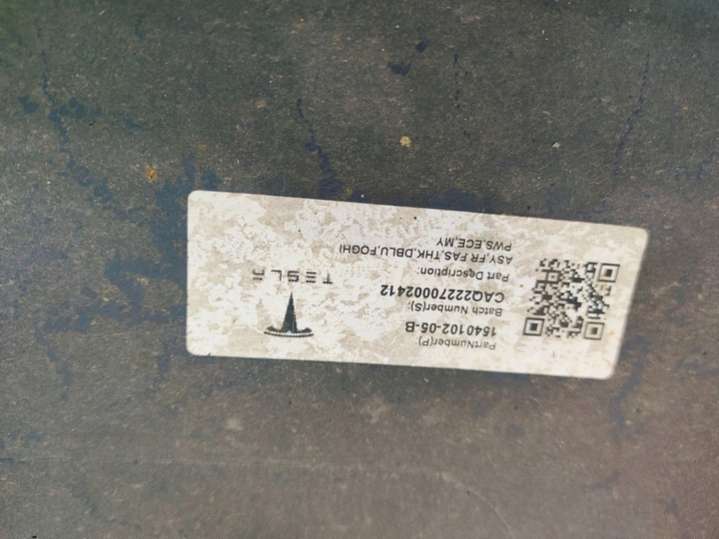 PartNumber(P)
1540102-05-B
Batch Number(S):
CAQ22270002412
TESLA
Part Description:
ASY,FR FAS,THK,DBLU,FOGHI
PWS,ECE,MY